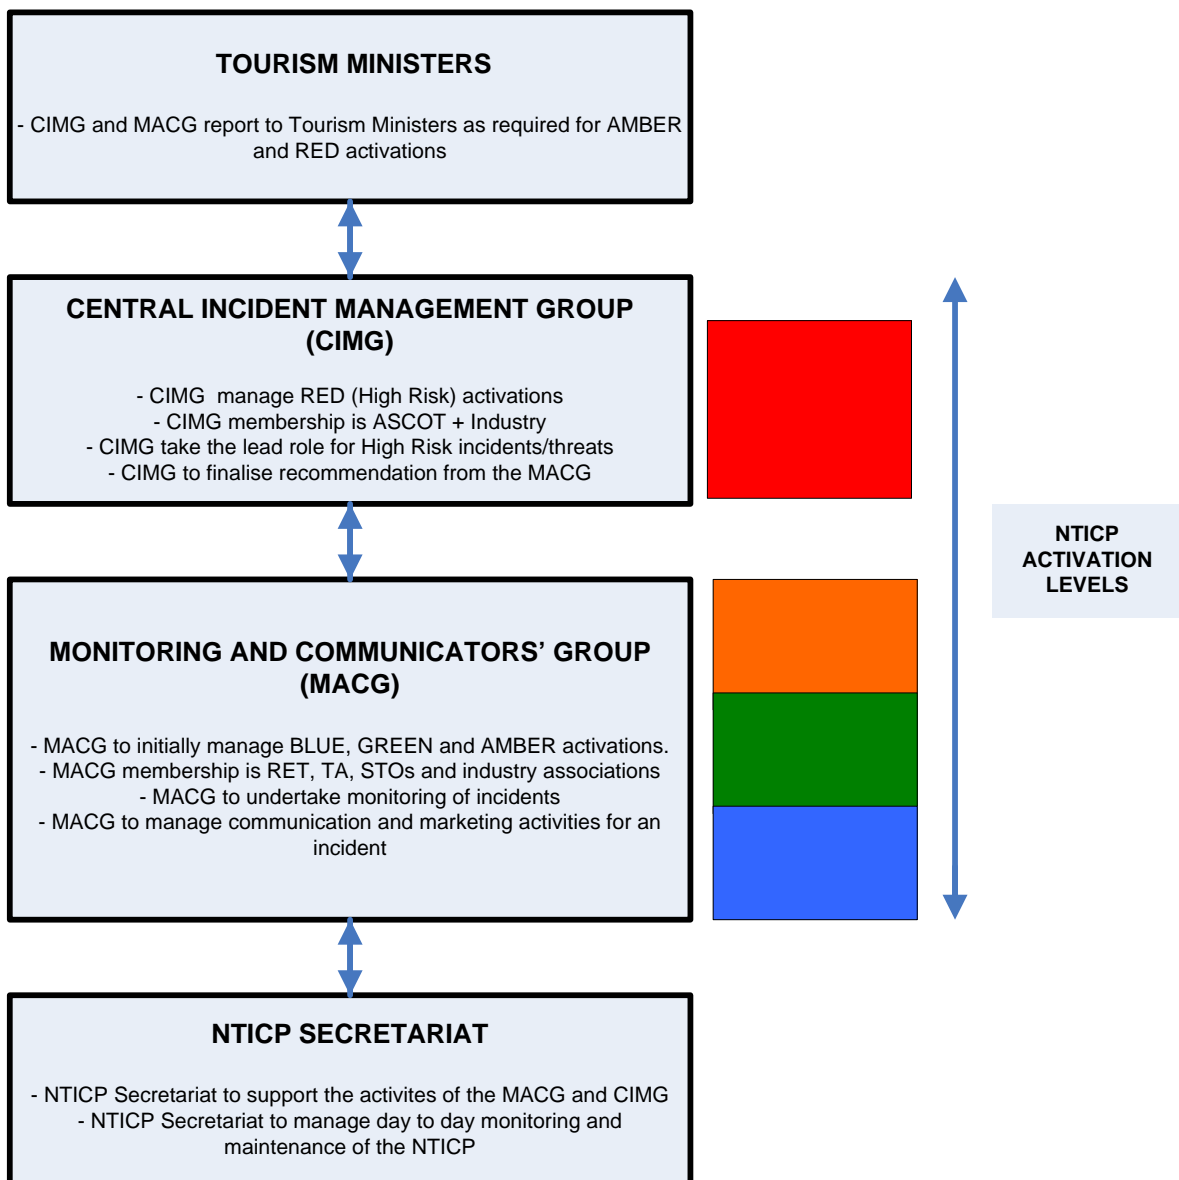 TOURISM MINISTERS
- CIMG and MACG report to Tourism Ministers as required for AMBER
and RED activations
CENTRAL INCIDENT MANAGEMENT GROUP
(CIMG)
- CIMG  manage RED (High Risk) activations
- CIMG membership is ASCOT + Industry
- CIMG take the lead role for High Risk incidents/threats
- CIMG to finalise recommendation from the MACG
NTICP
ACTIVATION
LEVELS
MONITORING AND COMMUNICATORS’ GROUP
(MACG)
- MACG to initially manage BLUE, GREEN and AMBER activations.
- MACG membership is RET, TA, STOs and industry associations
- MACG to undertake monitoring of incidents
- MACG to manage communication and marketing activities for an
incident
NTICP SECRETARIAT
- NTICP Secretariat to support the activites of the MACG and CIMG
- NTICP Secretariat to manage day to day monitoring and
maintenance of the NTICP